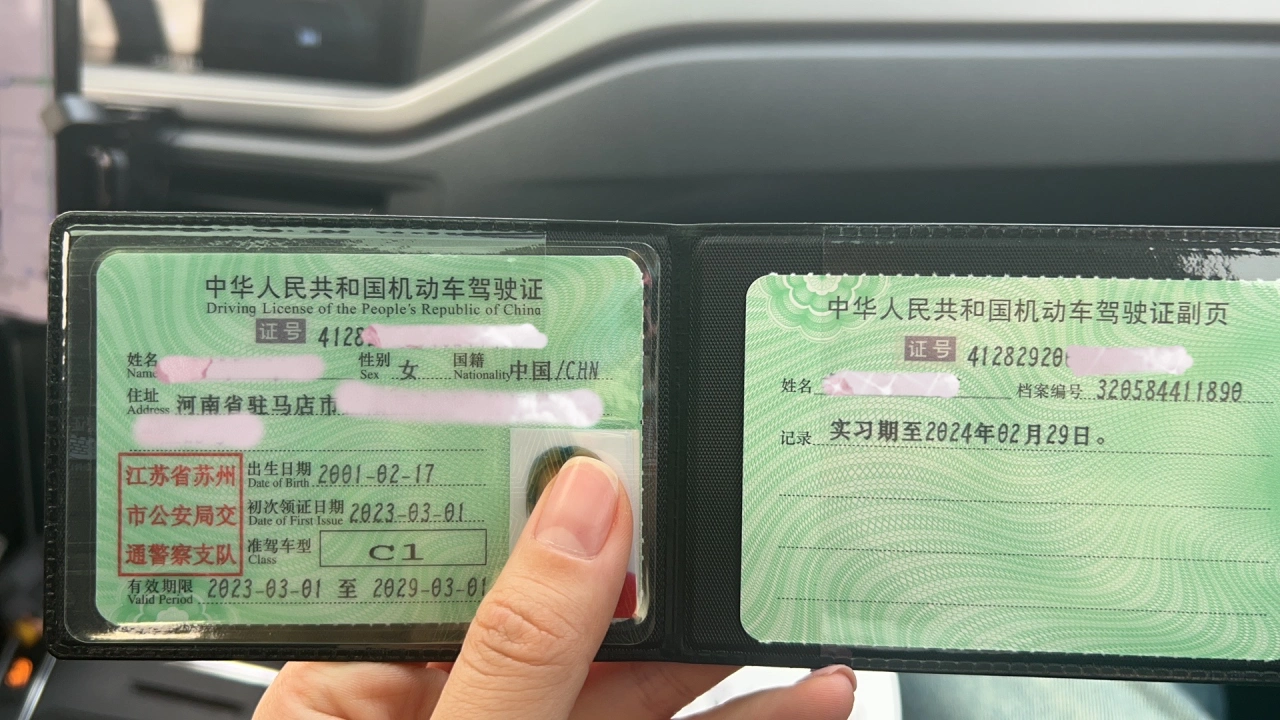 中华人民共和国机动车驾驶证
Driving License of the People's Republic of China
证号 4128
姓名 性别 女 国籍 中国/CHN
Name Sex Nationality
住址 河南省驻马店市
Address
江苏省苏州
市公安局交
通警察支队
出生日期 2001-02-17
Date of Birth
初次领证日期 2023-03-01
Date of First Issue
准驾车型 C1
Class
有效期限 2023-03-01 至 2029-03-01
Valid Period
中华人民共和国机动车驾驶证副页
证号 41282920
姓名 档案编号 320584411890
记录 实习期至2024年02月29日。